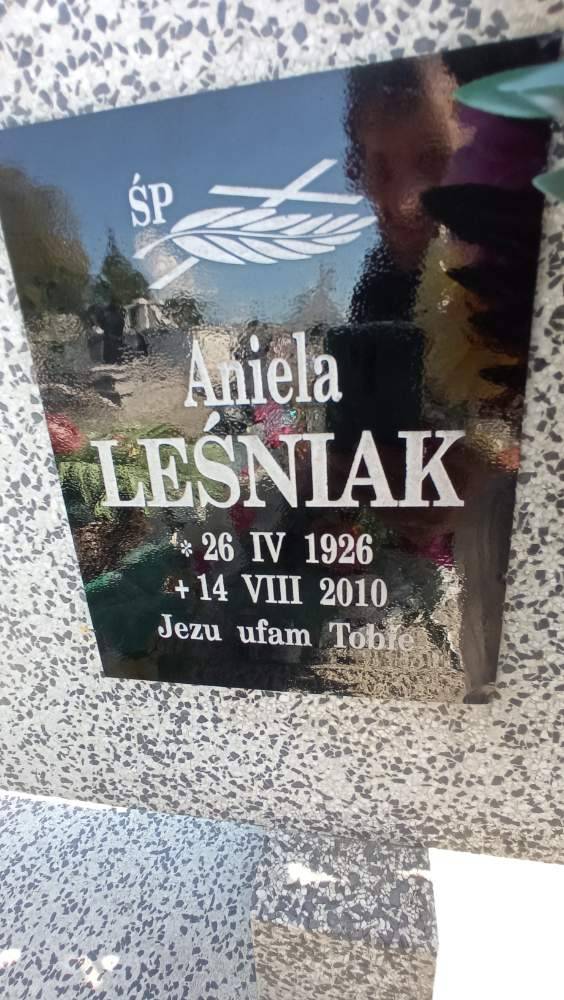 ŚP
Aniela
LEŚNIAK
* 26 IV 1926
+ 14 VIII 2010
Jezu ufam Tobie